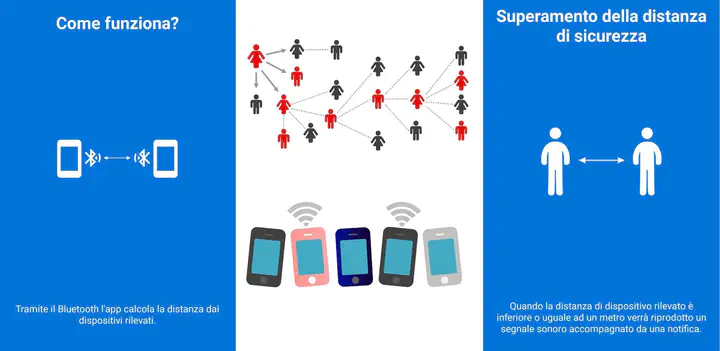 Come funziona?
Tramite il Bluetooth l'app calcola la distanza dai
dispositivi rilevati.
Superamento della distanza
di sicurezza
Quando la distanza di dispositivo rilevato è
inferiore o uguale ad un metro verrà riprodotto un
segnale sonoro accompagnato da una notifica.